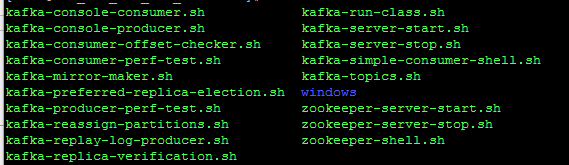 kafka-console-consumer.sh kafka-run-class.sh
kafka-console-producer.sh kafka-server-start.sh
kafka-consumer-offset-checker.sh kafka-server-stop.sh
kafka-consumer-perf-test.sh kafka-simple-consumer-shell.sh
kafka-mirror-maker.sh kafka-topics.sh
kafka-preferred-replica-election.sh windows
kafka-producer-perf-test.sh zookeeper-server-start.sh
kafka-reassign-partitions.sh zookeeper-server-stop.sh
kafka-replay-log-producer.sh zookeeper-shell.sh
kafka-replica-verification.sh